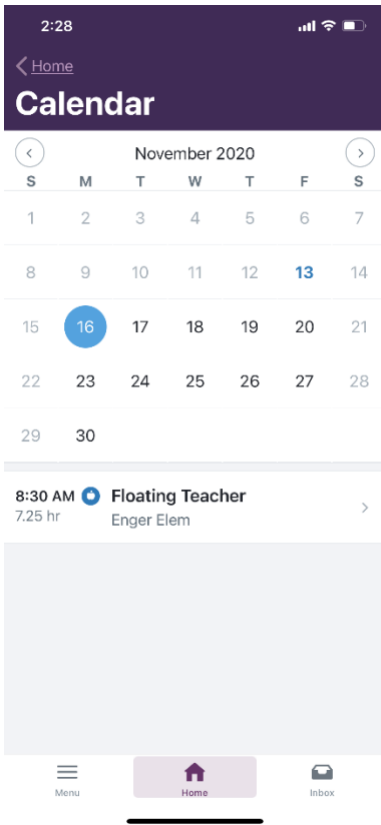 2:28
Home
Calendar
November 2020
S M T W T F S
1 2 3 4 5 6 7
8 9 10 11 12 13 14
15 16 17 18 19 20 21
22 23 24 25 26 27 28
29 30
8:30 AM Floating Teacher
7.25 hr Enger Elem
Menu Home Inbox